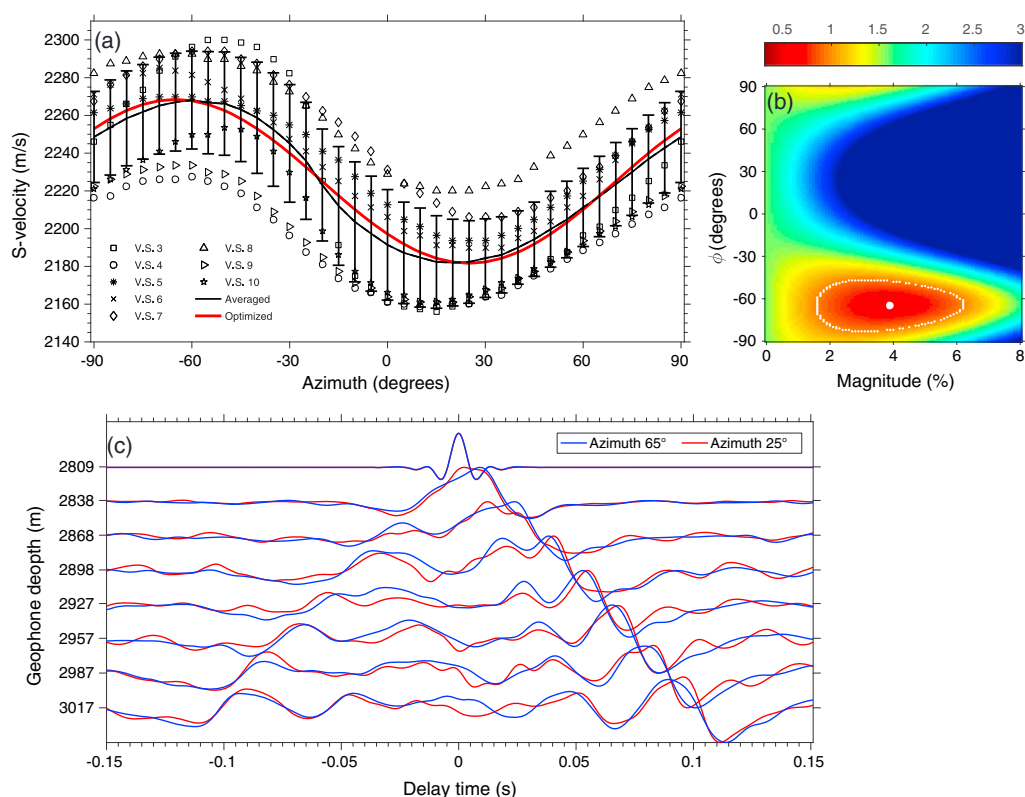 (a)
S-velocity (m/s)
2300
2280
2260
2240
2220
2200
2180
2160
2140
V.S. 3
V.S. 4
V.S. 5
V.S. 6
V.S. 7
V.S. 8
V.S. 9
V.S. 10
Averaged
Optimized
-90 -60 -30 0 30 60 90
Azimuth (degrees)
0.5 1 1.5 2 2.5 3
(b)
ϕ (degrees)
90
60
30
0
-30
-60
-90
0 2 4 6 8
Magnitude (%)
(c)
Azimuth 65° Azimuth 25°
Geophone deopth (m)
2809
2838
2868
2898
2927
2957
2987
3017
-0.15 -0.1 -0.05 0 0.05 0.1 0.15
Delay time (s)